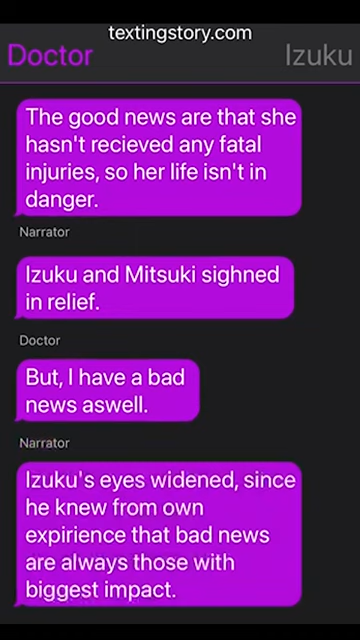 textingstory.com
Doctor
Izuku
The good news are that she
hasn't recieved any fatal
injuries, so her life isn't in
danger.
Narrator
Izuku and Mitsuki sighned
in relief.
Doctor
But, I have a bad
news aswell.
Narrator
Izuku's eyes widened, since
he knew from own
expirience that bad news
are always those with
biggest impact.